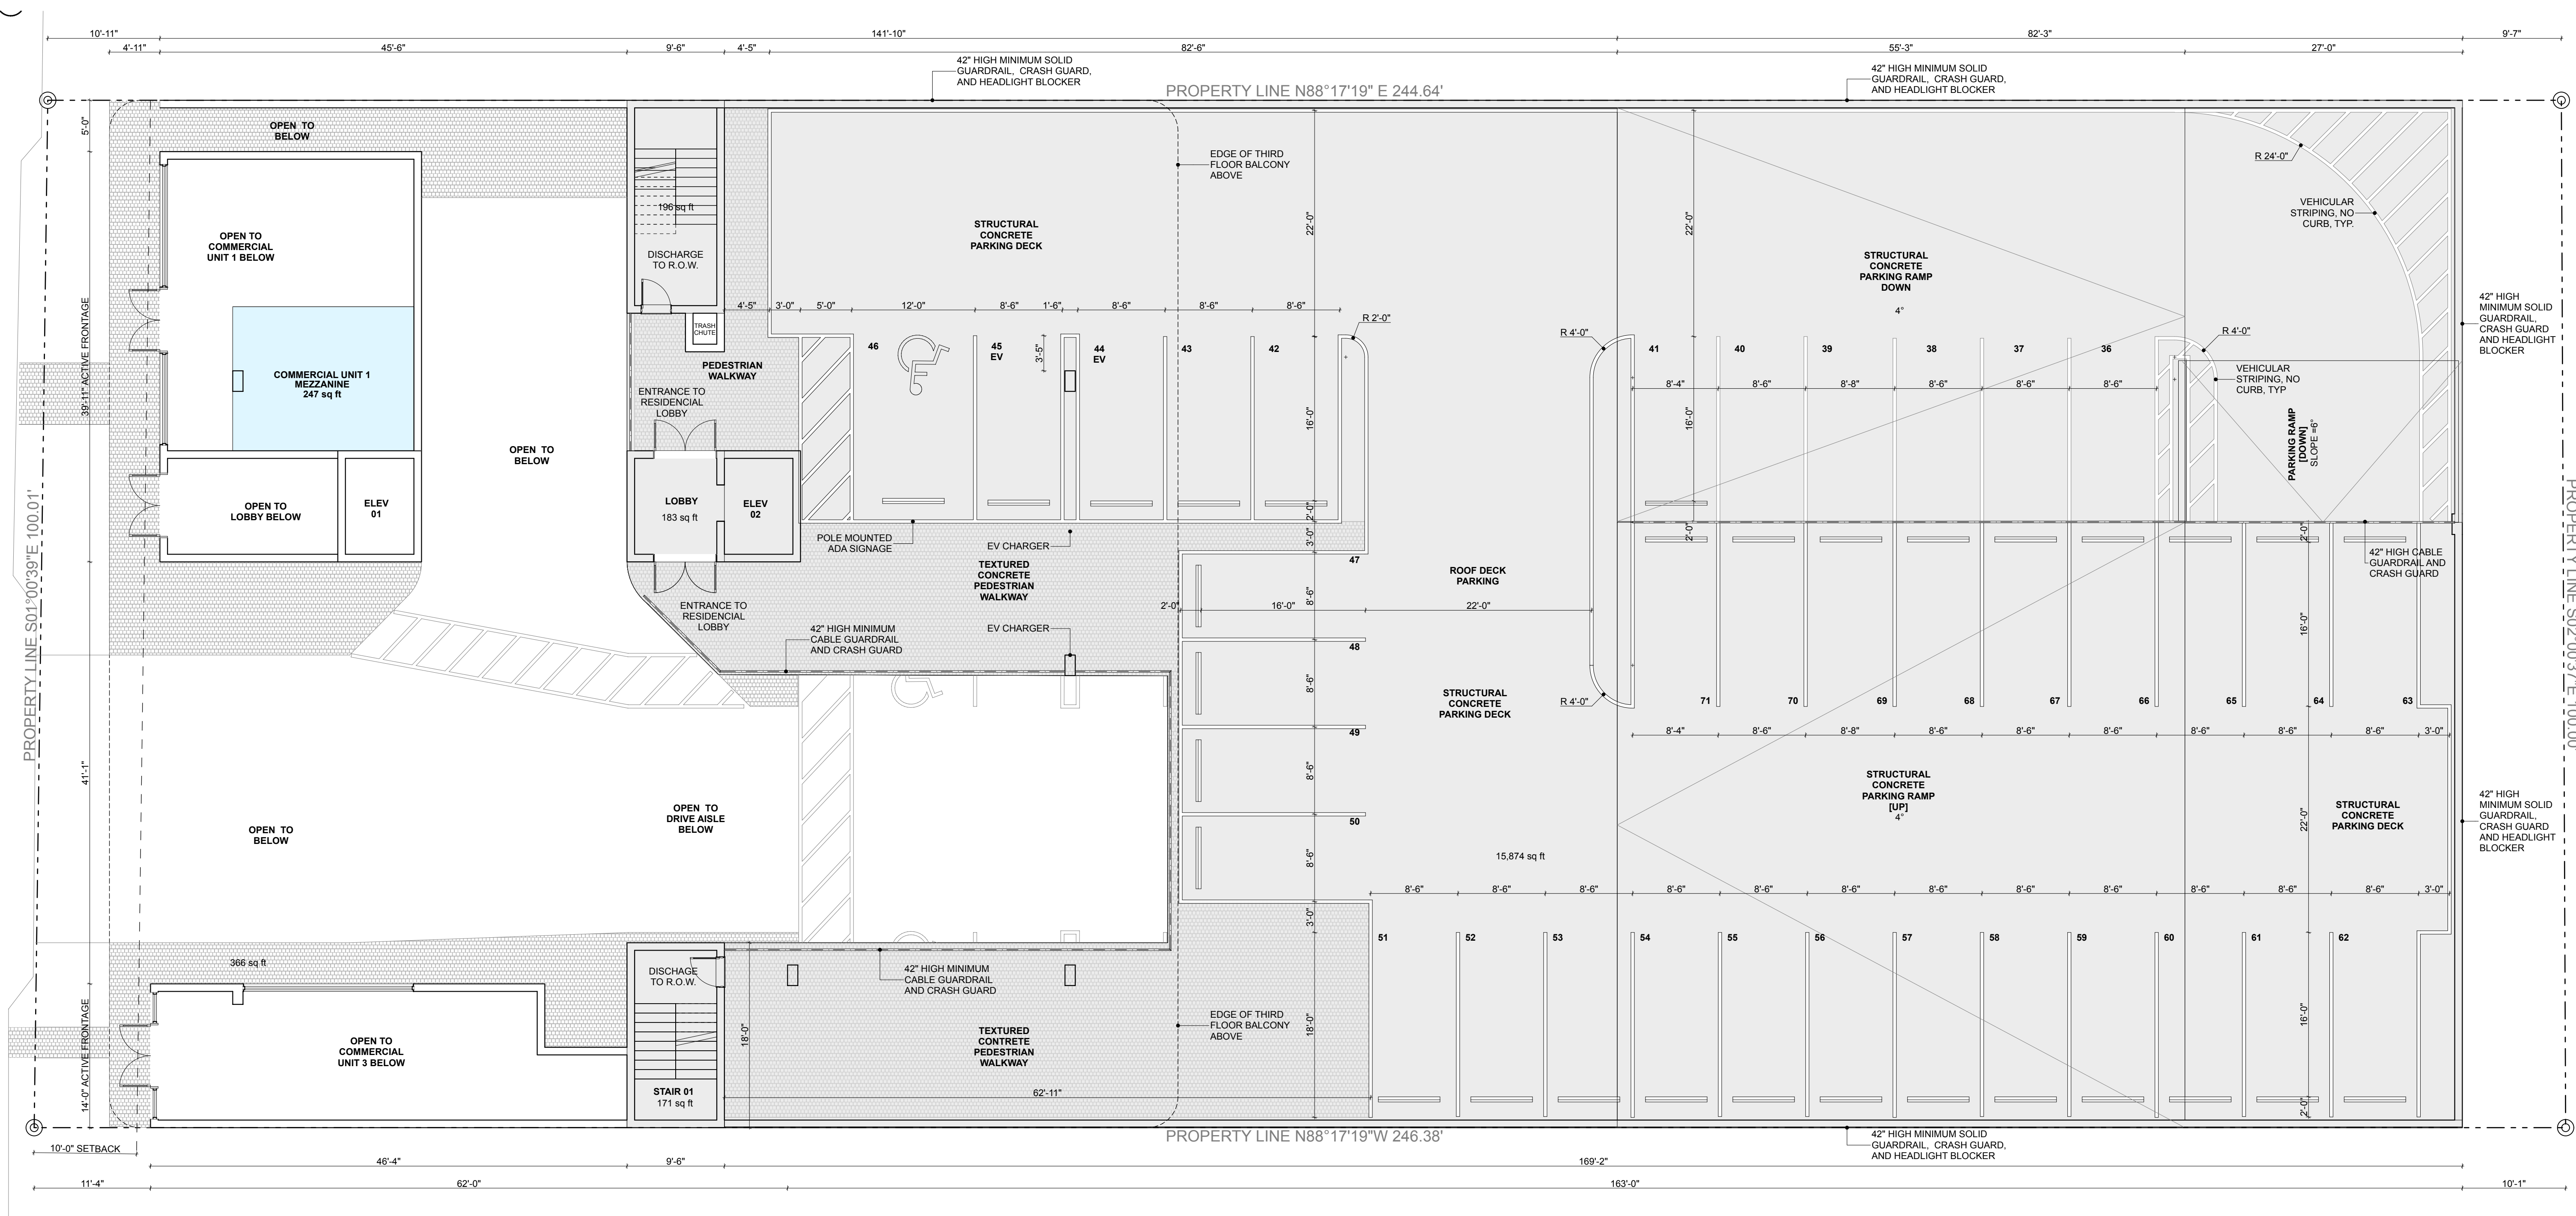 10'-11"
141'-10"
82'-3"
9'-7"
4'-11"
45'-6"
9'-6"
4'-5"
82'-6"
55'-3"
27'-0"
42" HIGH MINIMUM SOLID
GUARDRAIL, CRASH GUARD,
AND HEADLIGHT BLOCKER
42" HIGH MINIMUM SOLID
GUARDRAIL, CRASH GUARD,
AND HEADLIGHT BLOCKER
PROPERTY LINE N88°17'19" E 244.64'
5'-0"
39'-11" ACTIVE FRONTAGE
41'-1"
14'-0" ACTIVE FRONTAGE
PROPERTY LINE S01°00'39"E 100.01'
OPEN TO
BELOW
OPEN TO
COMMERCIAL
UNIT 1 BELOW
COMMERCIAL UNIT 1
MEZZANINE
247 sq ft
OPEN TO
LOBBY BELOW
ELEV
01
OPEN TO
BELOW
196 sq ft
DISCHARGE
TO R.O.W.
TRASH
CHUTE
PEDESTRIAN
WALKWAY
ENTRANCE TO
RESIDENCIAL
LOBBY
LOBBY
183 sq ft
ELEV
02
ENTRANCE TO
RESIDENCIAL
LOBBY
STRUCTURAL
CONCRETE
PARKING DECK
EDGE OF THIRD
FLOOR BALCONY
ABOVE
4'-5"
3'-0"
5'-0"
12'-0"
8'-6"
1'-6"
8'-6"
8'-6"
8'-6"
22'-0"
R 2'-0"
46
45
EV
3'-5"
44
EV
43
42
16'-0"
2'-0"
3'-0"
POLE MOUNTED
ADA SIGNAGE
EV CHARGER
TEXTURED
CONCRETE
PEDESTRIAN
WALKWAY
EV CHARGER
42" HIGH MINIMUM
CABLE GUARDRAIL
AND CRASH GUARD
47
8'-6"
2'-0"
16'-0"
22'-0"
48
8'-6"
49
8'-6"
50
8'-6"
3'-0"
18'-0"
ROOF DECK
PARKING
STRUCTURAL
CONCRETE
PARKING DECK
15,874 sq ft
R 4'-0"
R 4'-0"
22'-0"
STRUCTURAL
CONCRETE
PARKING RAMP
DOWN
4°
R 24'-0"
VEHICULAR
STRIPING, NO
CURB, TYP.
42" HIGH
MINIMUM SOLID
GUARDRAIL,
CRASH GUARD
AND HEADLIGHT
BLOCKER
R 4'-0"
VEHICULAR
STRIPING, NO
CURB, TYP
PARKING RAMP
[DOWN]
SLOPE =6°
41
40
39
38
37
36
8'-4"
8'-6"
8'-8"
8'-6"
8'-6"
8'-6"
16'-0"
2'-0"
2'-0"
42" HIGH CABLE
GUARDRAIL AND
CRASH GUARD
PROPERTY LINE S02°00'37"E 100.00'
16'-0"
71
70
69
68
67
66
65
64
63
8'-4"
8'-6"
8'-8"
8'-6"
8'-6"
8'-6"
8'-6"
8'-6"
8'-6"
3'-0"
STRUCTURAL
CONCRETE
PARKING RAMP
[UP]
4°
22'-0"
STRUCTURAL
CONCRETE
PARKING DECK
42" HIGH
MINIMUM SOLID
GUARDRAIL,
CRASH GUARD
AND HEADLIGHT
BLOCKER
8'-6"
8'-6"
8'-6"
8'-6"
8'-6"
8'-6"
8'-6"
8'-6"
8'-6"
8'-6"
8'-6"
8'-6"
3'-0"
51
52
53
54
55
56
57
58
59
60
61
62
16'-0"
2'-0"
OPEN TO
BELOW
OPEN TO
DRIVE AISLE
BELOW
366 sq ft
OPEN TO
COMMERCIAL
UNIT 3 BELOW
DISCHAGE
TO R.O.W.
STAIR 01
171 sq ft
18'-0"
42" HIGH MINIMUM
CABLE GUARDRAIL
AND CRASH GUARD
TEXTURED
CONTRETE
PEDESTRIAN
WALKWAY
EDGE OF THIRD
FLOOR BALCONY
ABOVE
62'-11"
PROPERTY LINE N88°17'19"W 246.38'
42" HIGH MINIMUM SOLID
GUARDRAIL, CRASH GUARD,
AND HEADLIGHT BLOCKER
10'-0" SETBACK
46'-4"
9'-6"
169'-2"
11'-4"
62'-0"
163'-0"
10'-1"